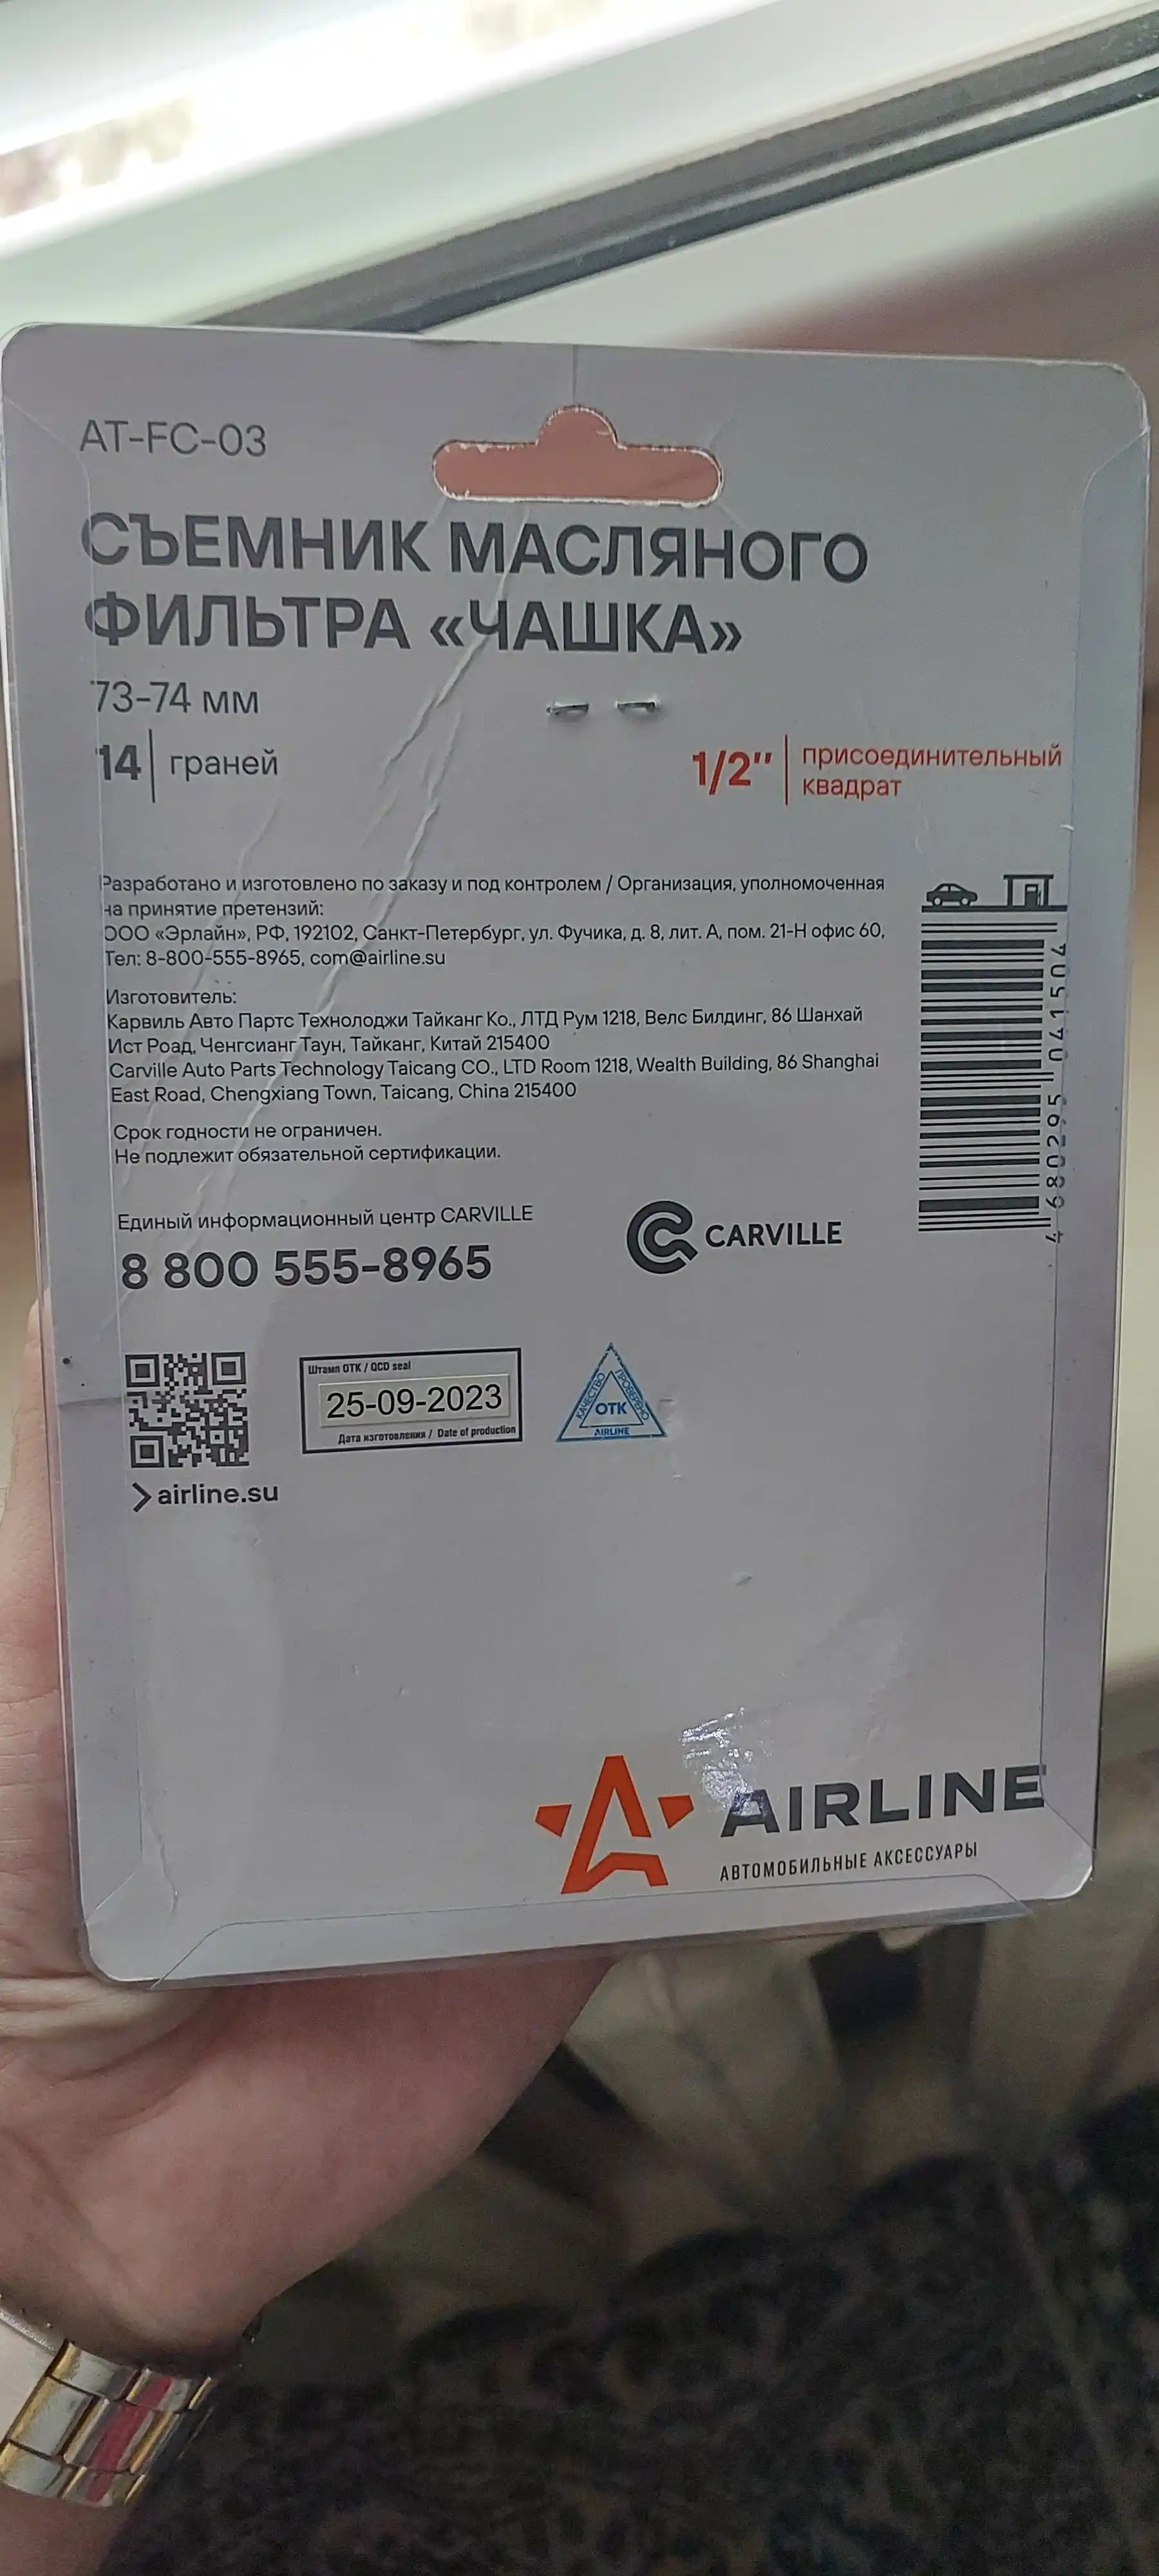 AT-FC-03
СЪЕМНИК МАСЛЯНОГО
ФИЛЬТРА «ЧАШКА»
73-74 мм
14 граней
1/2″ присоединительный
квадрат
Разработано и изготовлено по заказу и под контролем / Организация, уполномоченная
на принятие претензий:
ООО «Эрлайн», РФ, 192102, Санкт-Петербург, ул. Фучика, д. 8, лит. А, пом. 21-Н офис 60,
Тел: 8-800-555-8965, com@airline.su
Изготовитель:
Карвиль Авто Партс Технолоджи Тайканг Ко., ЛТД Рум 1218, Велс Билдинг, 86 Шанхай
Ист Роад, Ченгсианг Таун, Тайканг, Китай 215400
Carville Auto Parts Technology Taicang CO., LTD Room 1218, Wealth Building, 86 Shanghai
East Road, Chengxiang Town, Taicang, China 215400
Срок годности не ограничен.
Не подлежит обязательной сертификации.
4 680295 041504
Единый информационный центр CARVILLE
8 800 555-8965
CARVILLE
Штамп ОТК / QCD seal
25-09-2023
Дата изготовления / Date of production
КАЧЕСТВО
ПРОВЕРЕНО
ОТК
AIRLINE
airline.su
AIRLINE
АВТОМОБИЛЬНЫЕ АКСЕССУАРЫ